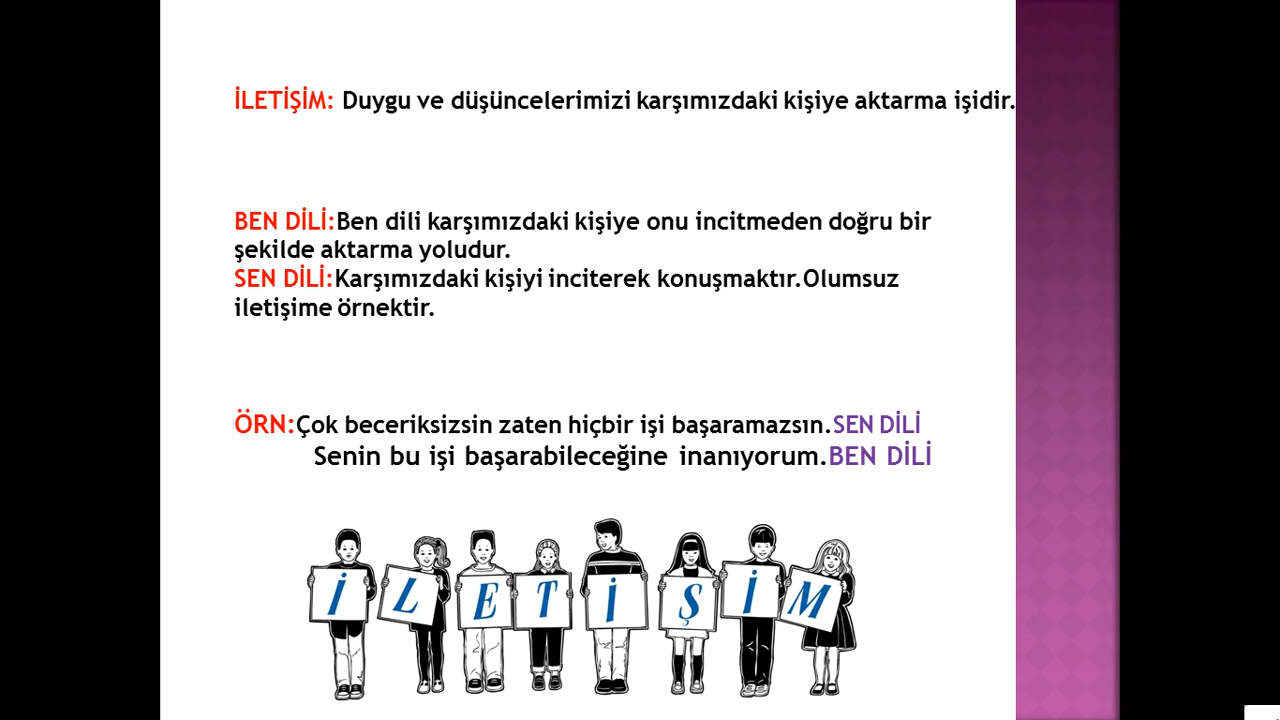 İLETİŞİM: Duygu ve düşüncelerimizi karşımızdaki kişiye aktarma işidir.
BEN DİLİ:Ben dili karşımızdaki kişiye onu incitmeden doğru bir
şekilde aktarma yoludur.
SEN DİLİ:Karşımızdaki kişiyi inciterek konuşmaktır.Olumsuz
iletişime örnektir.
ÖRN:Çok beceriksizsin zaten hiçbir işi başaramazsın.SEN DİLİ
Senin bu işi başarabileceğine inanıyorum.BEN DİLİ
İLETİŞİM